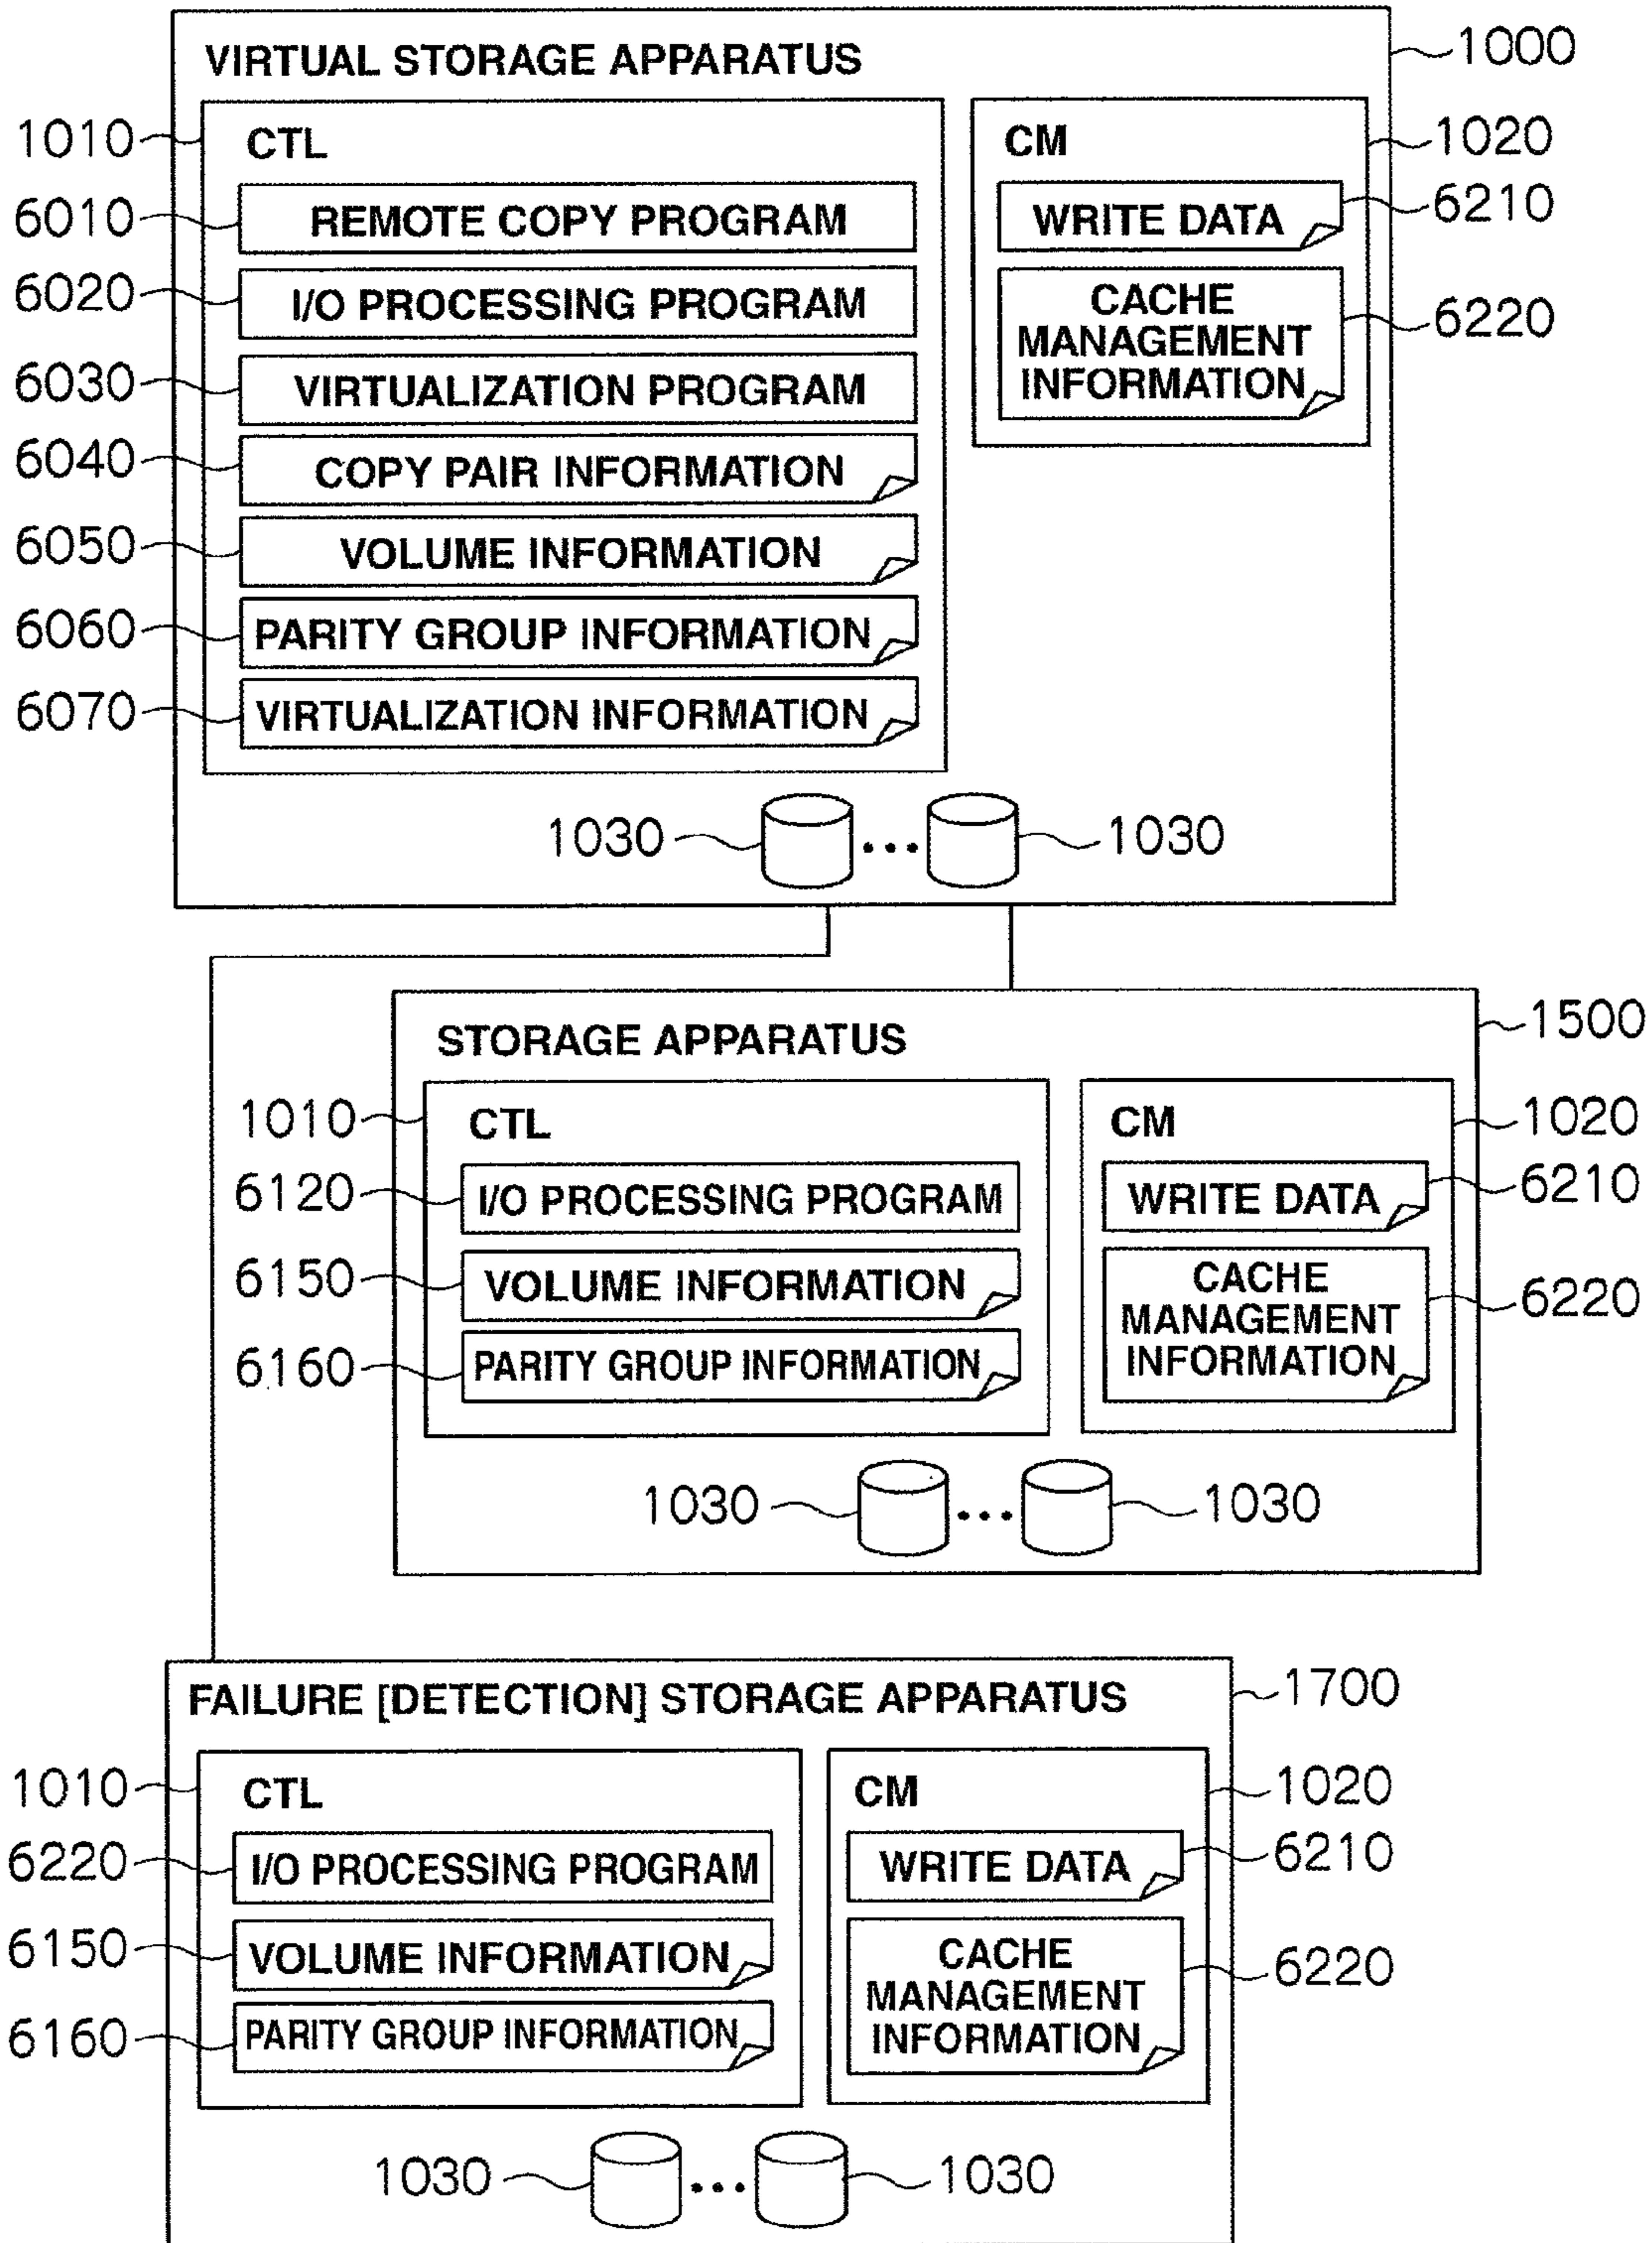 VIRTUAL STORAGE APPARATUS
1000
1010
CTL
CM
1020
6010
REMOTE COPY PROGRAM
WRITE DATA
6210
6020
I/O PROCESSING PROGRAM
CACHE
MANAGEMENT
INFORMATION
6220
6030
VIRTUALIZATION PROGRAM
6040
COPY PAIR INFORMATION
6050
VOLUME INFORMATION
6060
PARITY GROUP INFORMATION
6070
VIRTUALIZATION INFORMATION
1030
...
1030
STORAGE APPARATUS
1500
1010
CTL
CM
1020
6120
I/O PROCESSING PROGRAM
WRITE DATA
6210
6150
VOLUME INFORMATION
CACHE
MANAGEMENT
INFORMATION
6220
6160
PARITY GROUP INFORMATION
1030
...
1030
FAILURE [DETECTION] STORAGE APPARATUS
1700
1010
CTL
CM
1020
6220
I/O PROCESSING PROGRAM
WRITE DATA
6210
6150
VOLUME INFORMATION
CACHE
MANAGEMENT
INFORMATION
6220
6160
PARITY GROUP INFORMATION
1030
...
1030